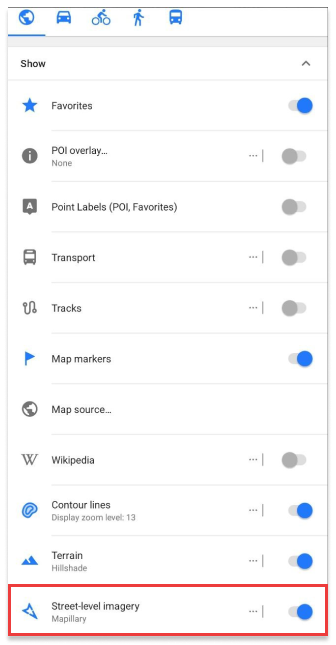 Show
Favorites
POI overlay...
None
A
Point Labels (POI, Favorites)
Transport
Tracks
Map markers
Map source...
W
Wikipedia
Contour lines
Display zoom level: 13
Terrain
Hillshade
Street-level imagery
Mapillary